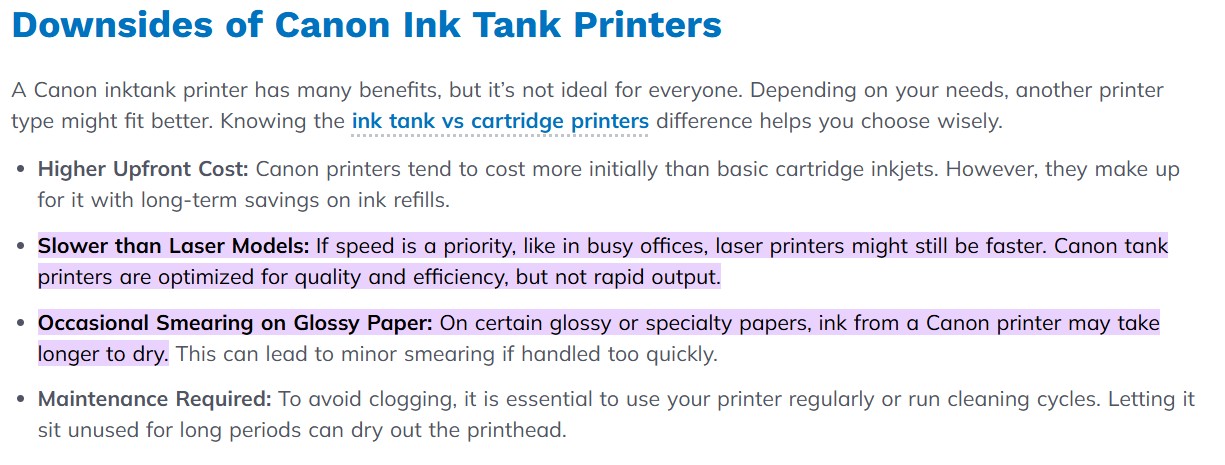 Downsides of Canon Ink Tank Printers
A Canon inktank printer has many benefits, but it's not ideal for everyone. Depending on your needs, another printer
type might fit better. Knowing the ink tank vs cartridge printers difference helps you choose wisely.
• Higher Upfront Cost: Canon printers tend to cost more initially than basic cartridge inkjets. However, they make up
for it with long-term savings on ink refills.
• Slower than Laser Models: If speed is a priority, like in busy offices, laser printers might still be faster. Canon tank
printers are optimized for quality and efficiency, but not rapid output.
• Occasional Smearing on Glossy Paper: On certain glossy or specialty papers, ink from a Canon printer may take
longer to dry. This can lead to minor smearing if handled too quickly.
• Maintenance Required: To avoid clogging, it is essential to use your printer regularly or run cleaning cycles. Letting it
sit unused for long periods can dry out the printhead.